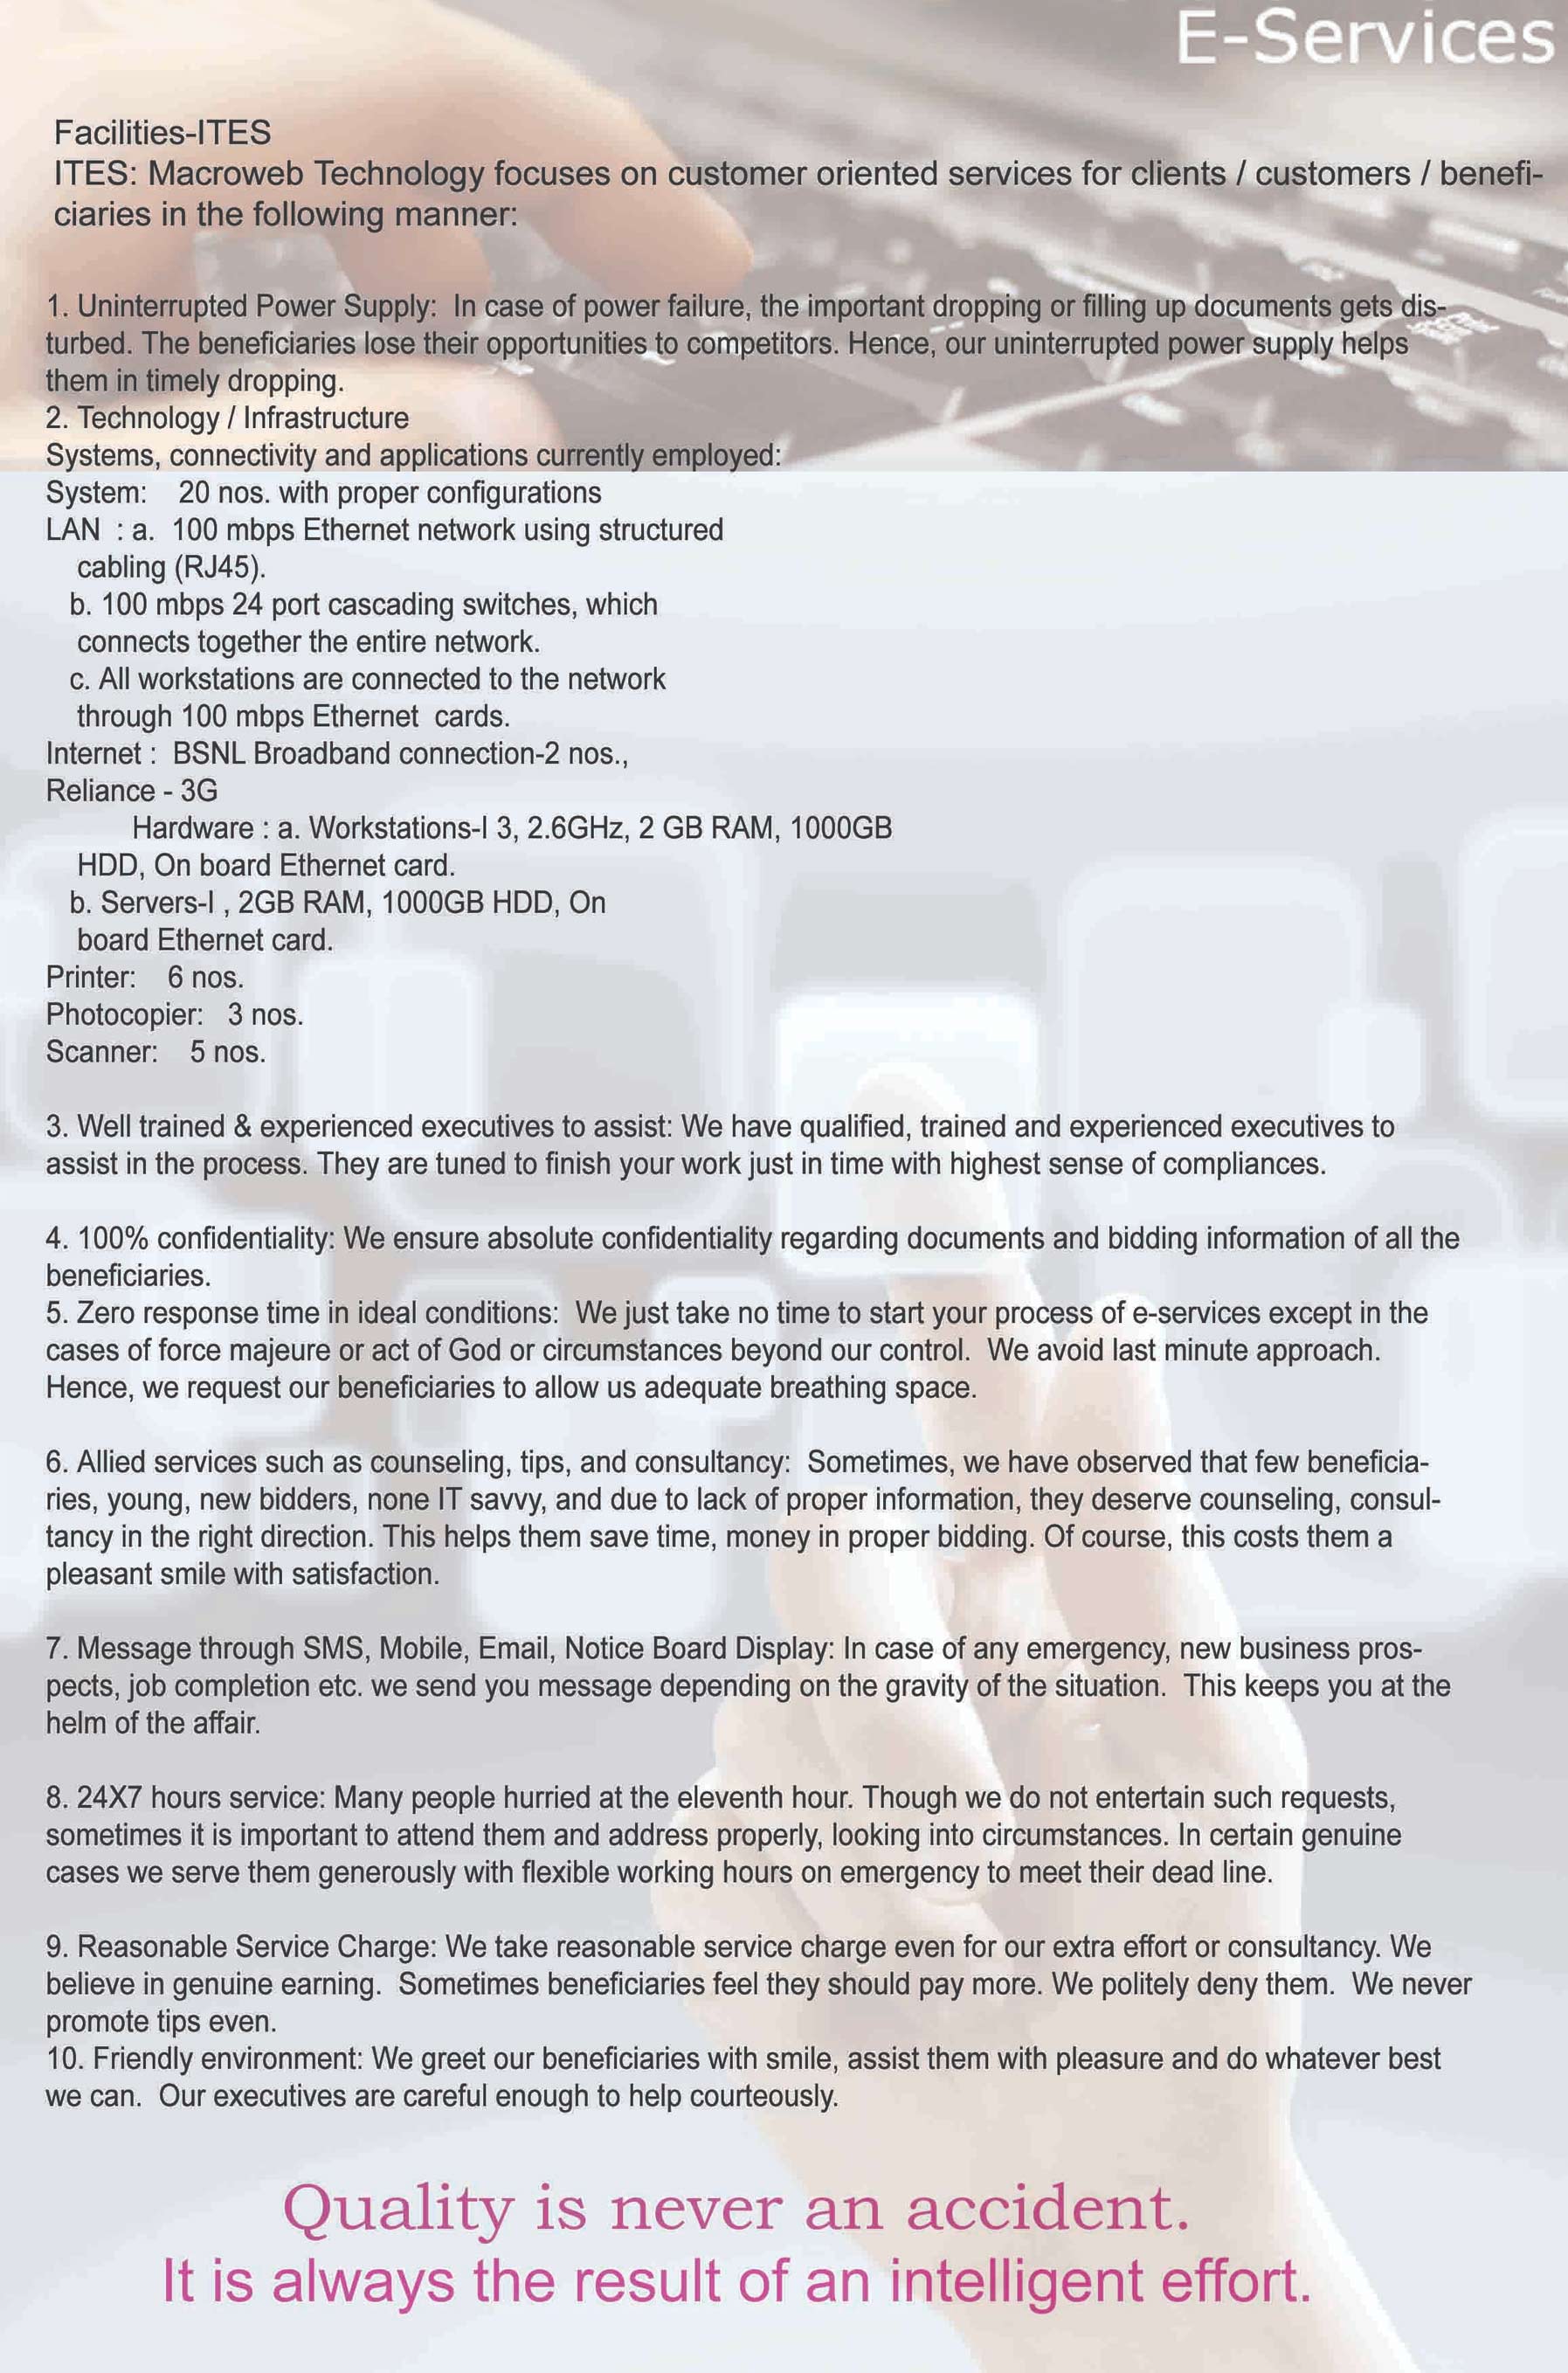 E-Services
Facilities-ITES
ITES: Macroweb Technology focuses on customer oriented services for clients / customers / benefi-
ciaries in the following manner:
1. Uninterrupted Power Supply:  In case of power failure, the important dropping or filling up documents gets dis-
turbed. The beneficiaries lose their opportunities to competitors. Hence, our uninterrupted power supply helps
them in timely dropping.
2. Technology / Infrastructure
Systems, connectivity and applications currently employed:
System:    20 nos. with proper configurations
LAN  : a.  100 mbps Ethernet network using structured
cabling (RJ45).
b. 100 mbps 24 port cascading switches, which
connects together the entire network.
c. All workstations are connected to the network
through 100 mbps Ethernet  cards.
Internet :  BSNL Broadband connection-2 nos.,
Reliance - 3G
Hardware : a. Workstations-I 3, 2.6GHz, 2 GB RAM, 1000GB
HDD, On board Ethernet card.
b. Servers-I , 2GB RAM, 1000GB HDD, On
board Ethernet card.
Printer:    6 nos.
Photocopier:   3 nos.
Scanner:    5 nos.
3. Well trained & experienced executives to assist: We have qualified, trained and experienced executives to
assist in the process. They are tuned to finish your work just in time with highest sense of compliances.
4. 100% confidentiality: We ensure absolute confidentiality regarding documents and bidding information of all the
beneficiaries.
5. Zero response time in ideal conditions:  We just take no time to start your process of e-services except in the
cases of force majeure or act of God or circumstances beyond our control.  We avoid last minute approach.
Hence, we request our beneficiaries to allow us adequate breathing space.
6. Allied services such as counseling, tips, and consultancy:  Sometimes, we have observed that few beneficia-
ries, young, new bidders, none IT savvy, and due to lack of proper information, they deserve counseling, consul-
tancy in the right direction. This helps them save time, money in proper bidding. Of course, this costs them a
pleasant smile with satisfaction.
7. Message through SMS, Mobile, Email, Notice Board Display: In case of any emergency, new business pros-
pects, job completion etc. we send you message depending on the gravity of the situation.  This keeps you at the
helm of the affair.
8. 24X7 hours service: Many people hurried at the eleventh hour. Though we do not entertain such requests,
sometimes it is important to attend them and address properly, looking into circumstances. In certain genuine
cases we serve them generously with flexible working hours on emergency to meet their dead line.
9. Reasonable Service Charge: We take reasonable service charge even for our extra effort or consultancy. We
believe in genuine earning.  Sometimes beneficiaries feel they should pay more. We politely deny them.  We never
promote tips even.
10. Friendly environment: We greet our beneficiaries with smile, assist them with pleasure and do whatever best
we can.  Our executives are careful enough to help courteously.
Quality is never an accident.
It is always the result of an intelligent effort.